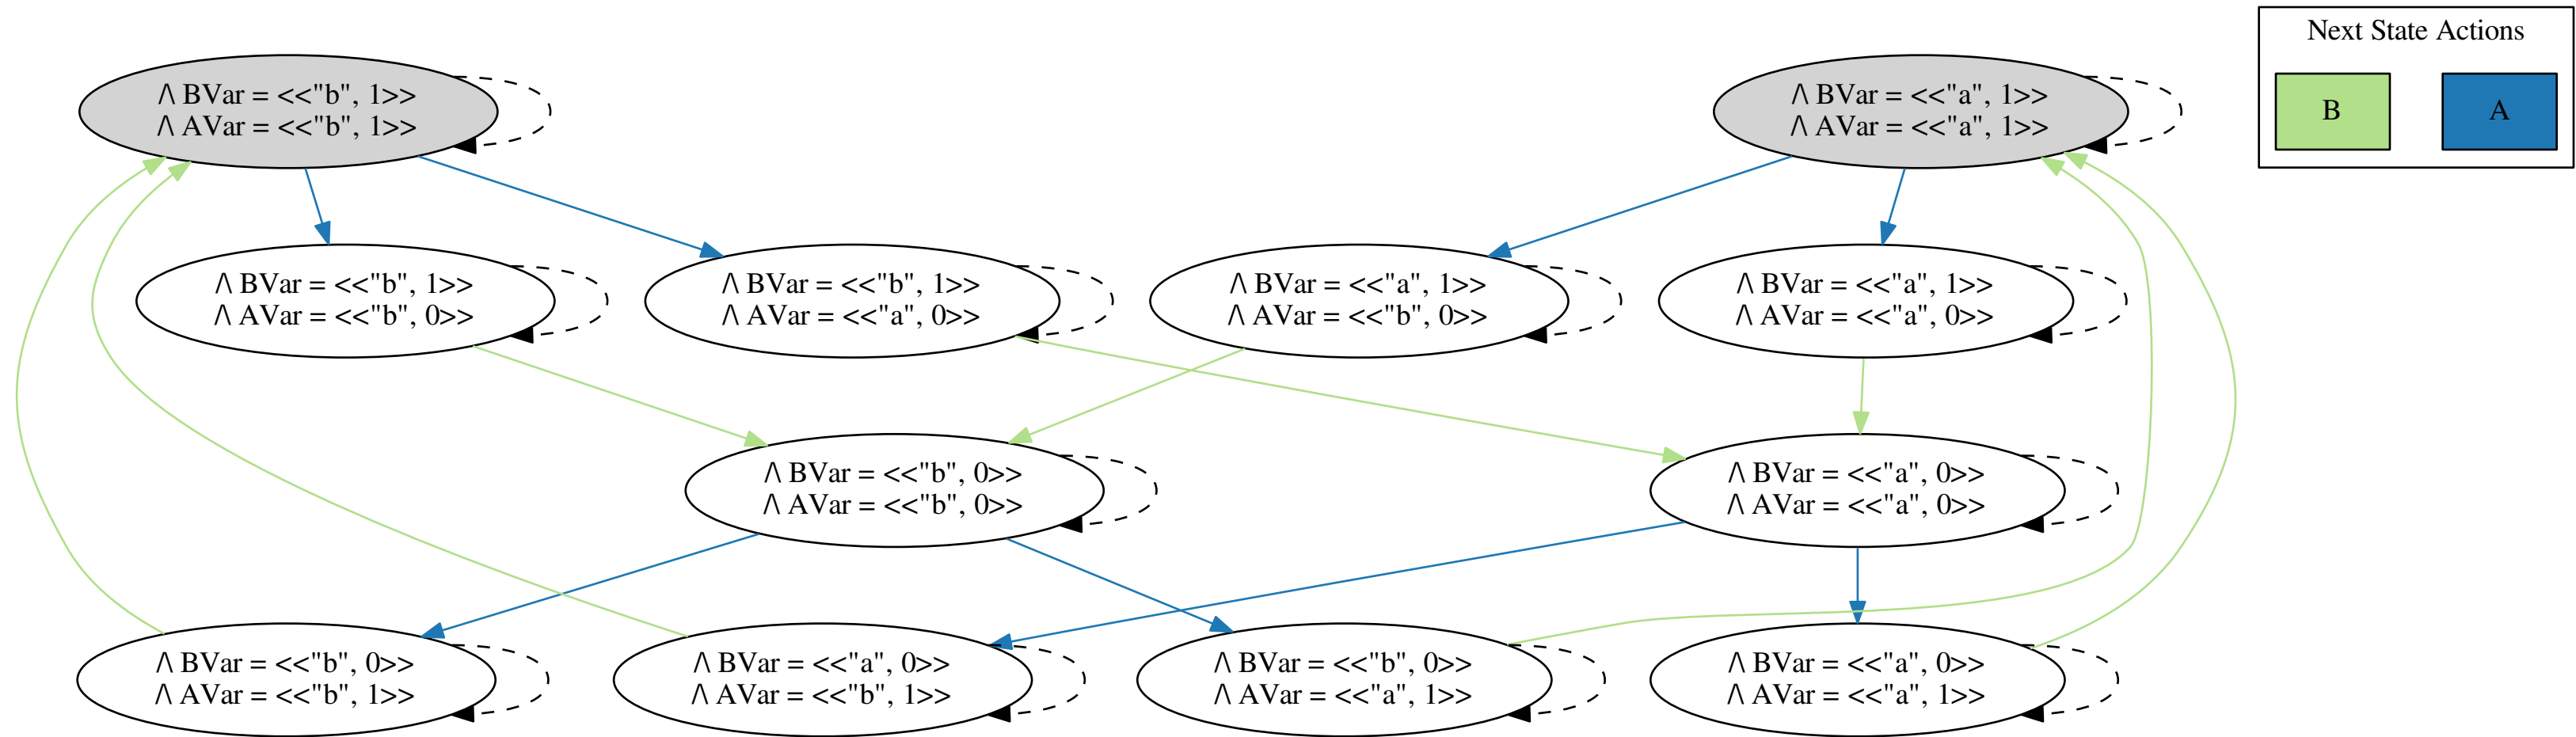 Next State Actions
B
A
/\ BVar = <<"b", 1>>
/\ AVar = <<"b", 1>>
/\ BVar = <<"a", 1>>
/\ AVar = <<"a", 1>>
/\ BVar = <<"b", 1>>
/\ AVar = <<"b", 0>>
/\ BVar = <<"b", 1>>
/\ AVar = <<"a", 0>>
/\ BVar = <<"a", 1>>
/\ AVar = <<"b", 0>>
/\ BVar = <<"a", 1>>
/\ AVar = <<"a", 0>>
/\ BVar = <<"b", 0>>
/\ AVar = <<"b", 0>>
/\ BVar = <<"a", 0>>
/\ AVar = <<"a", 0>>
/\ BVar = <<"b", 0>>
/\ AVar = <<"b", 1>>
/\ BVar = <<"a", 0>>
/\ AVar = <<"b", 1>>
/\ BVar = <<"b", 0>>
/\ AVar = <<"a", 1>>
/\ BVar = <<"a", 0>>
/\ AVar = <<"a", 1>>